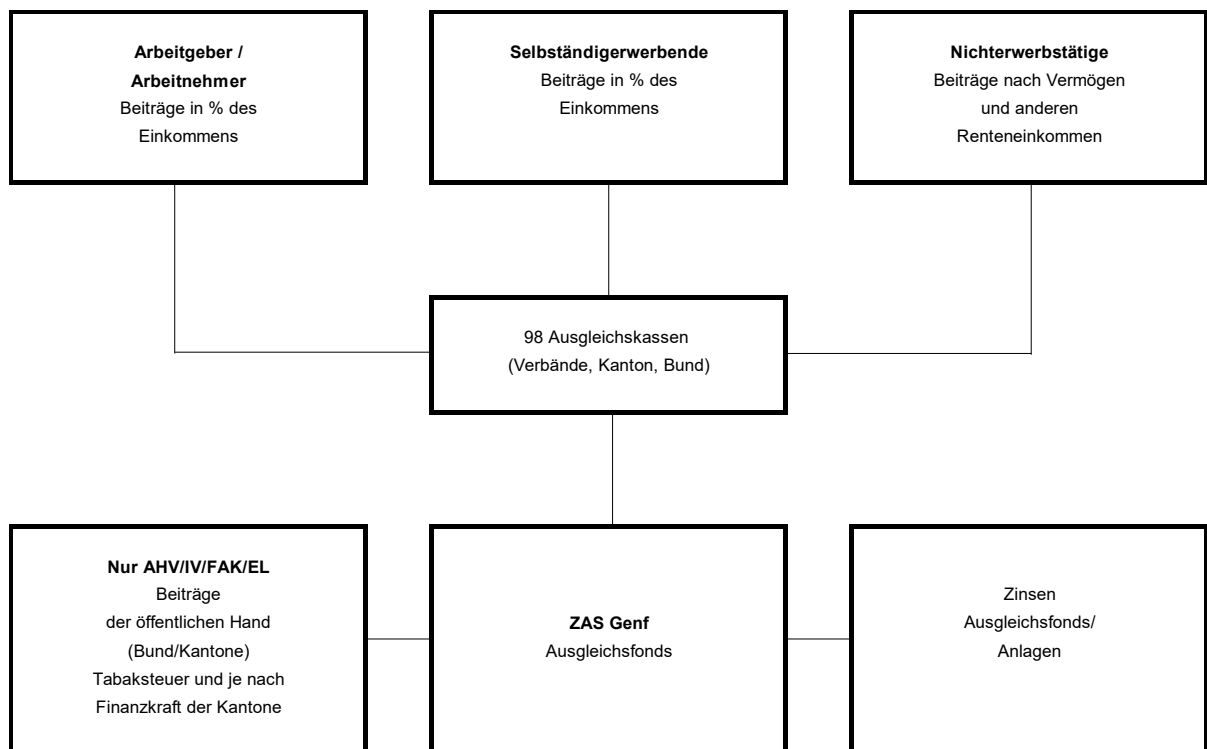 Arbeitgeber /
Arbeitnehmer
Beiträge in % des
Einkommens
Selbständigerwerbende
Beiträge in % des
Einkommens
Nichterwerbstätige
Beiträge nach Vermögen
und anderen
Renteneinkommen
98 Ausgleichskassen
(Verbände, Kanton, Bund)
Nur AHV/IV/FAK/EL
Beiträge
der öffentlichen Hand
(Bund/Kantone)
Tabaksteuer und je nach
Finanzkraft der Kantone
ZAS Genf
Ausgleichsfonds
Zinsen
Ausgleichsfonds/
Anlagen